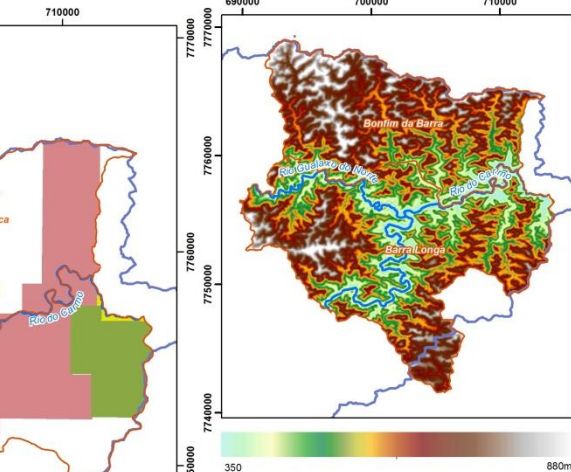 710000
7770000
7760000
ca
Rio do Carmo
690000
700000
710000
7770000
7760000
7750000
7740000
Bonfim da Barra
Rio Gualaxo do Norte
Rio do Carmo
Barra Longa
350
880m